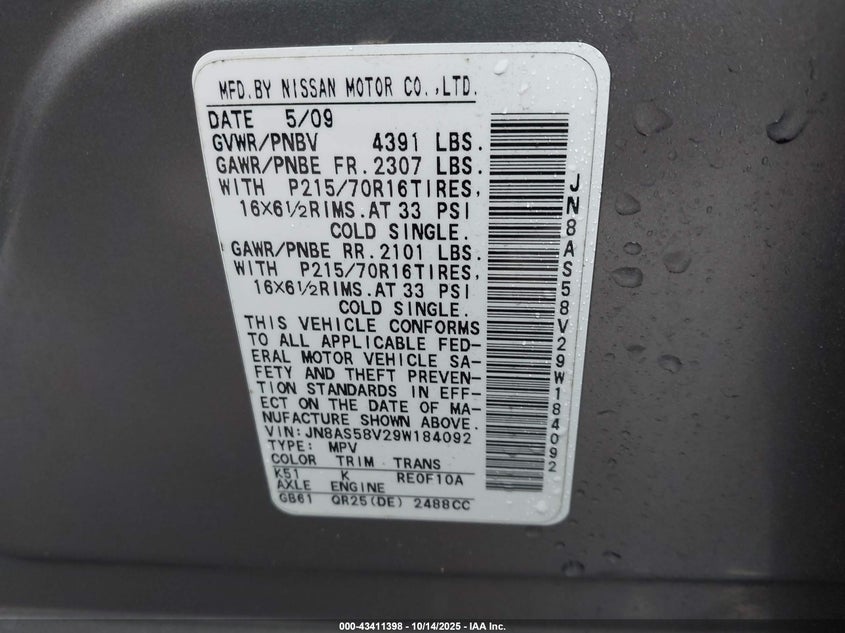 MFD.BY NISSAN MOTOR CO.,LTD.
DATE 5/09
GVWR/PNBV 4391 LBS.
GAWR/PNBE FR.2307 LBS.
WITH P215/70R16TIRES,
16X6½RIMS.AT 33 PSI
COLD SINGLE.
GAWR/PNBE RR.2101 LBS.
WITH P215/70R16TIRES,
16X6½RIMS.AT 33 PSI
COLD SINGLE.
THIS VEHICLE CONFORMS
TO ALL APPLICABLE FED-
ERAL MOTOR VEHICLE SA-
FETY AND THEFT PREVEN-
TION STANDARDS IN EFF-
ECT ON THE DATE OF MA-
NUFACTURE SHOWN ABOVE.
VIN:JN8AS58V29W184092
TYPE: MPV
COLOR TRIM TRANS
K51 K RE0F10A
AXLE ENGINE
GB61 QR25(DE) 2488CC
JN8AS58V29W184092
000-43411398 - 10/14/2025 - IAA Inc.